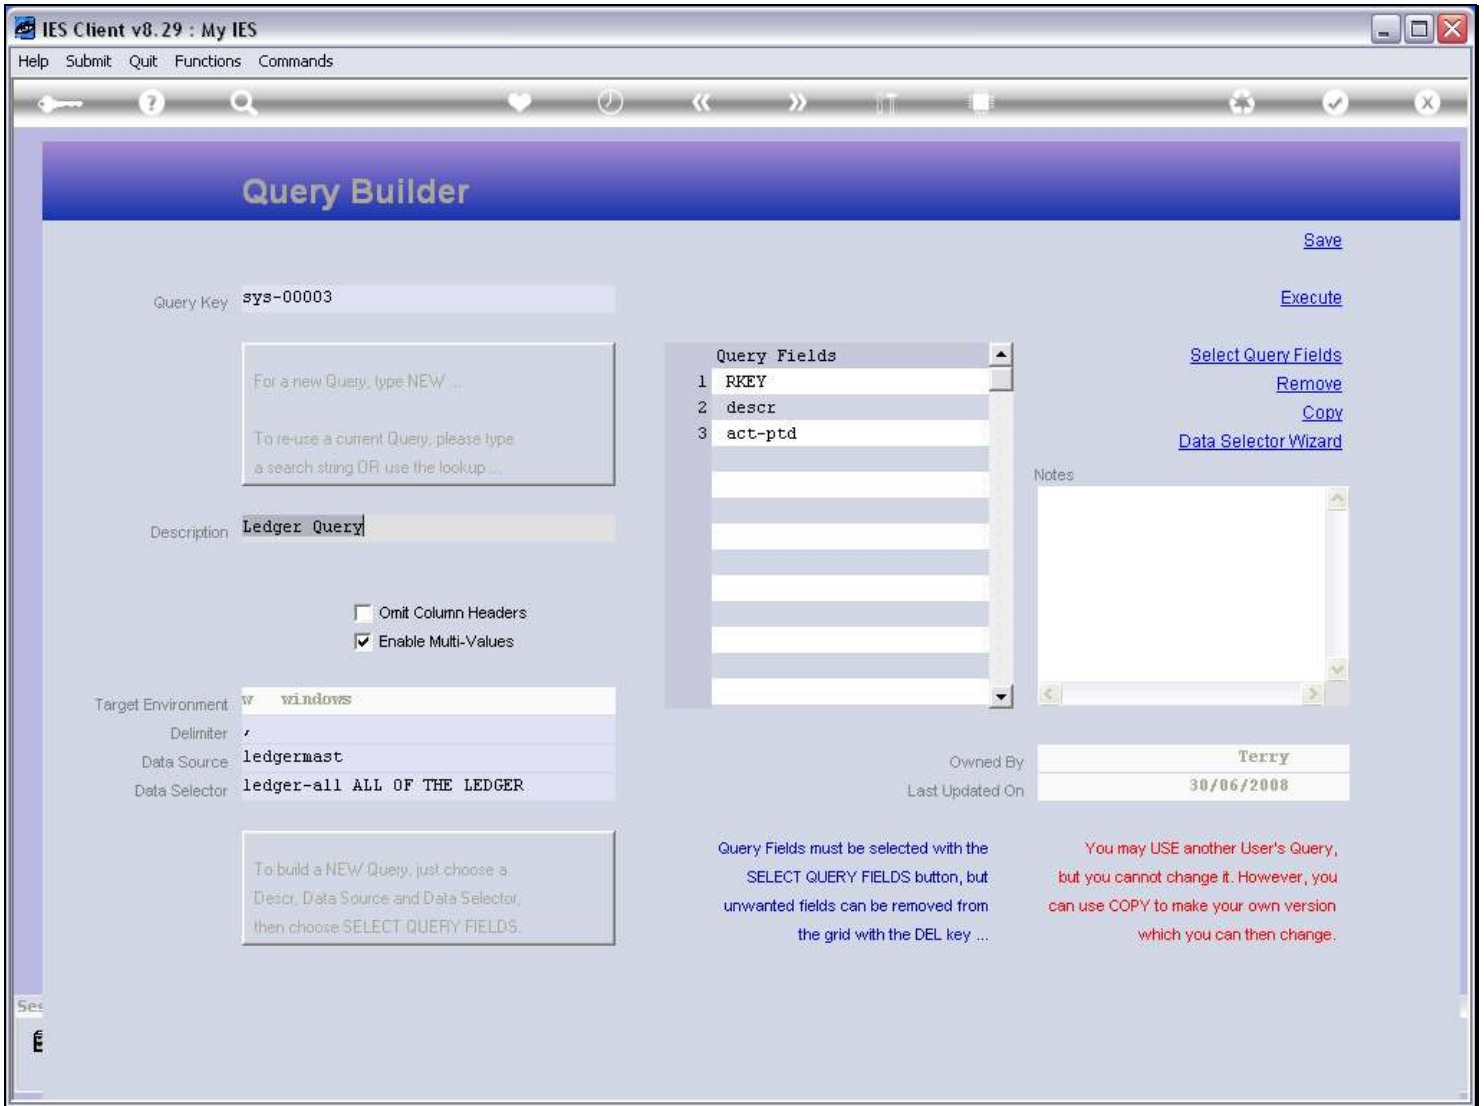 IES Client v8.29 : My IES
Help Submit Quit Functions Commands
Query Builder
Save
Query Key sys-00003
Execute
For a new Query, type NEW ...
To re-use a current Query, please type
a search string OR use the lookup ...
Query Fields
1 RKEY
2 descr
3 act-ptd
Select Query Fields
Remove
Copy
Data Selector Wizard
Notes
Description Ledger Query
Omit Column Headers
Enable Multi-Values
Target Environment w windows
Delimiter ,
Data Source ledgermast
Data Selector ledger-all ALL OF THE LEDGER
Owned By Terry
Last Updated On 30/06/2008
To build a NEW Query, just choose a
Descr, Data Source and Data Selector,
then choose SELECT QUERY FIELDS.
Query Fields must be selected with the
SELECT QUERY FIELDS button, but
unwanted fields can be removed from
the grid with the DEL key ...
You may USE another User's Query,
but you cannot change it. However, you
can use COPY to make your own version
which you can then change.